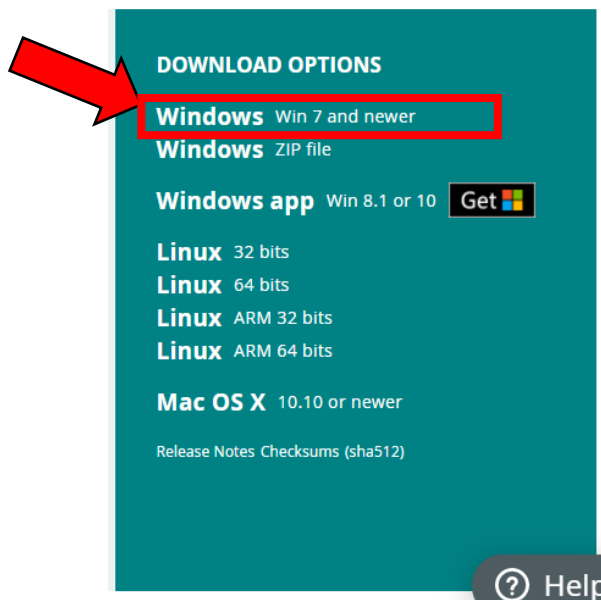 DOWNLOAD OPTIONS
Windows Win 7 and newer
Windows ZIP file
Windows app Win 8.1 or 10 Get
Linux 32 bits
Linux 64 bits
Linux ARM 32 bits
Linux ARM 64 bits
Mac OS X 10.10 or newer
Release Notes Checksums (sha512)
? Help